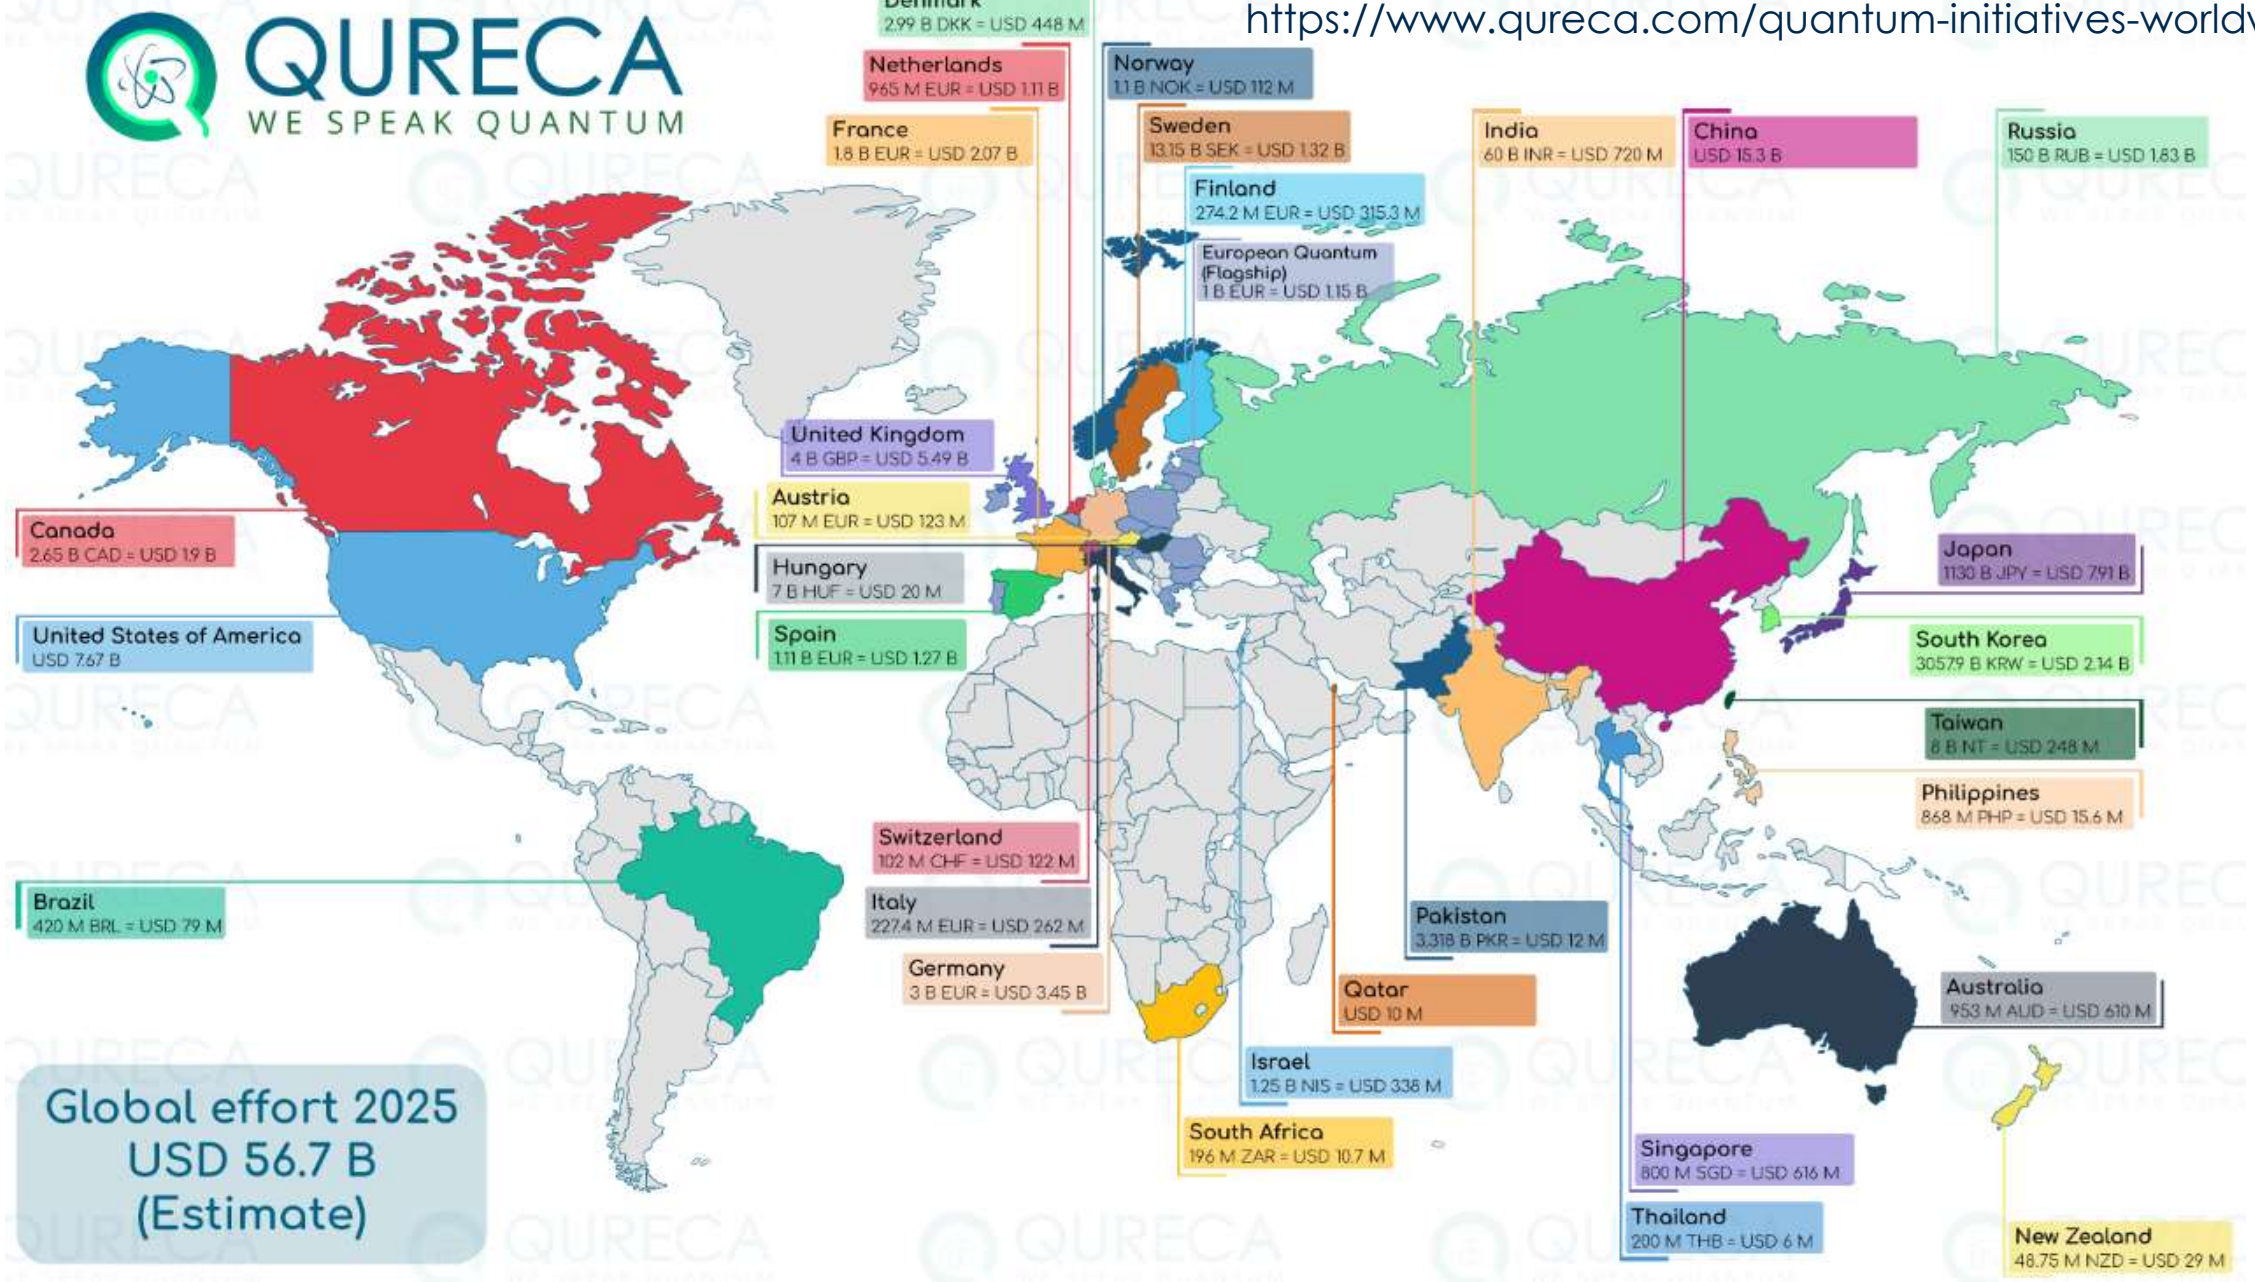 QURECA
WE SPEAK QUANTUM
https://www.qureca.com/quantum-initiatives-worldw
Denmark
2.99 B DKK = USD 448 M
Netherlands
965 M EUR = USD 1.11 B
Norway
1.1 B NOK = USD 112 M
France
1.8 B EUR = USD 2.07 B
Sweden
13.15 B SEK = USD 1.32 B
India
60 B INR = USD 720 M
China
USD 15.3 B
Russia
150 B RUB = USD 1.83 B
Finland
274.2 M EUR = USD 315.3 M
European Quantum
(Flagship)
1 B EUR = USD 1.15 B
United Kingdom
4 B GBP = USD 5.49 B
Austria
107 M EUR = USD 123 M
Canada
2.65 B CAD = USD 1.9 B
Hungary
7 B HUF = USD 20 M
Japan
1130 B JPY = USD 7.91 B
United States of America
USD 7.67 B
Spain
1.11 B EUR = USD 1.27 B
South Korea
3057.9 B KRW = USD 2.14 B
Taiwan
8 B NT = USD 248 M
Philippines
868 M PHP = USD 15.6 M
Switzerland
102 M CHF = USD 122 M
Brazil
420 M BRL = USD 79 M
Italy
227.4 M EUR = USD 262 M
Pakistan
3.318 B PKR = USD 12 M
Germany
3 B EUR = USD 3.45 B
Qatar
USD 10 M
Australia
953 M AUD = USD 610 M
Israel
1.25 B NIS = USD 338 M
South Africa
196 M ZAR = USD 10.7 M
Singapore
800 M SGD = USD 616 M
Thailand
200 M THB = USD 6 M
New Zealand
48.75 M NZD = USD 29 M
Global effort 2025
USD 56.7 B
(Estimate)